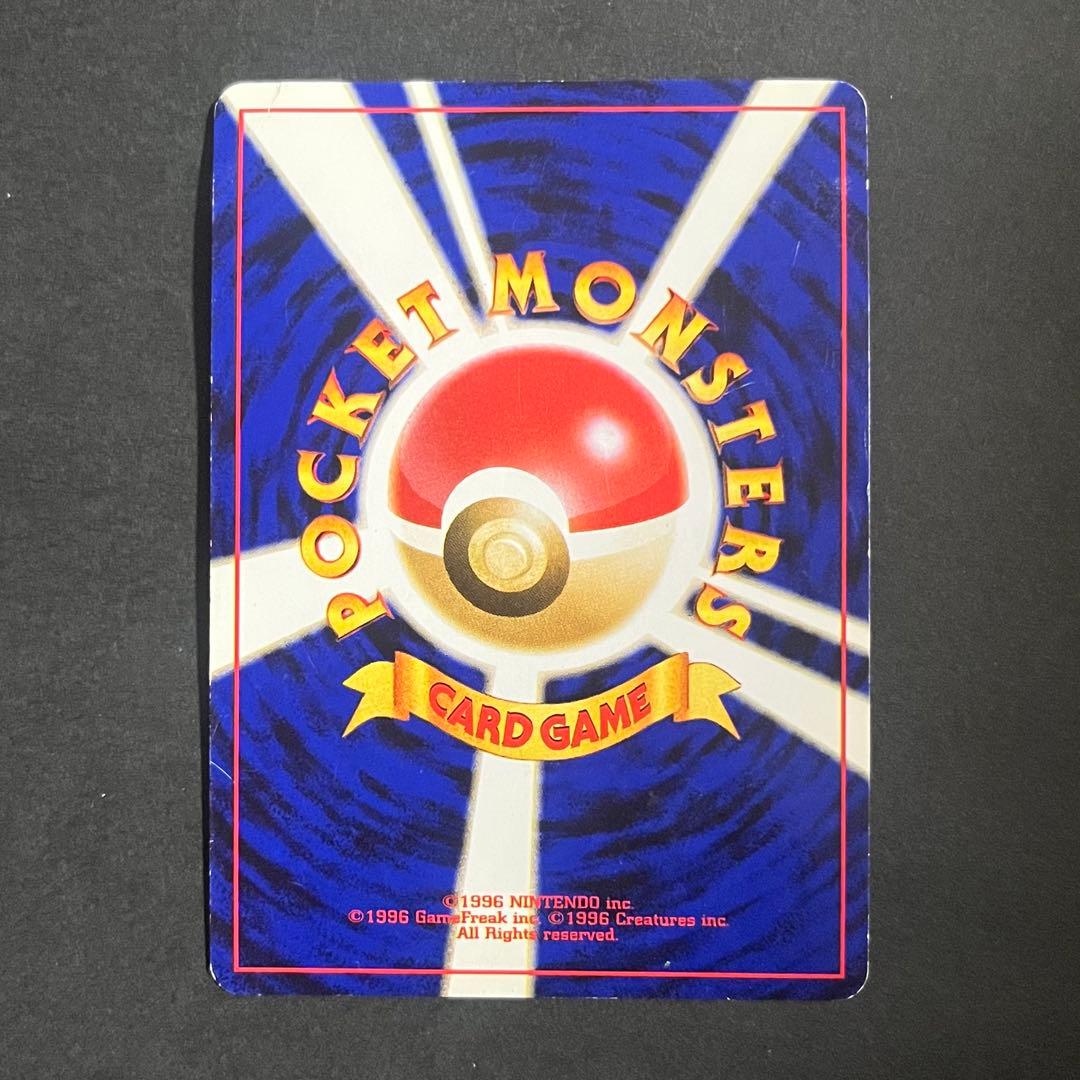 POCKET MONSTERS
CARD GAME
©1996 NINTENDO inc.
©1996 GameFreak inc. ©1996 Creatures inc.
All Rights reserved.